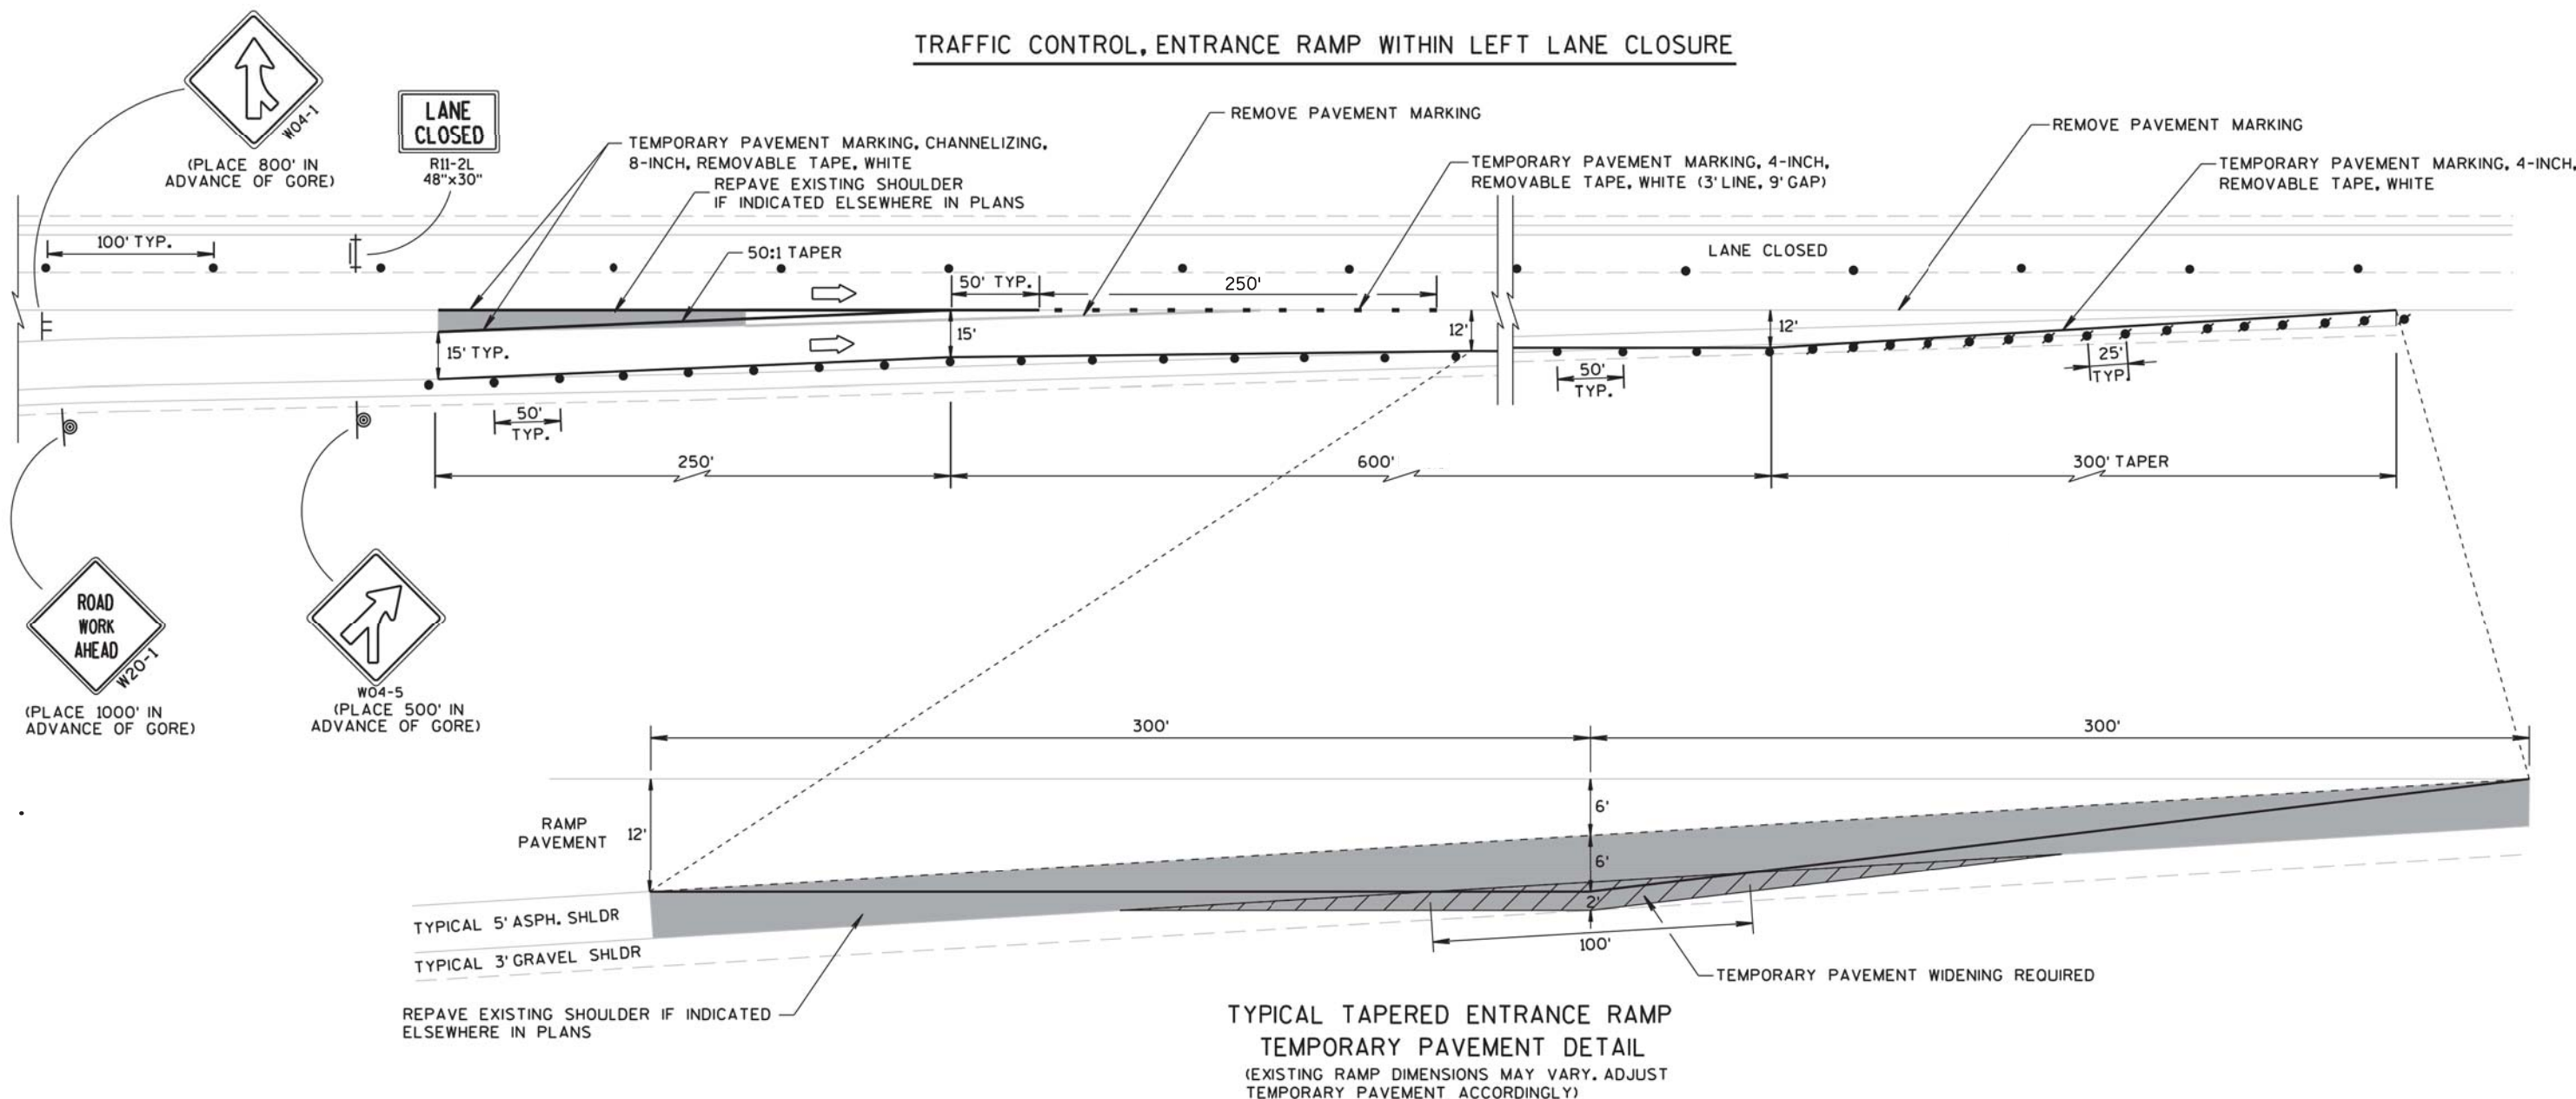 TRAFFIC CONTROL, ENTRANCE RAMP WITHIN LEFT LANE CLOSURE
W04-1
(PLACE 800' IN
ADVANCE OF GORE)
LANE
CLOSED
R11-2L
48"x30"
TEMPORARY PAVEMENT MARKING, CHANNELIZING,
8-INCH, REMOVABLE TAPE, WHITE
REPAVE EXISTING SHOULDER
IF INDICATED ELSEWHERE IN PLANS
50:1 TAPER
REMOVE PAVEMENT MARKING
TEMPORARY PAVEMENT MARKING, 4-INCH,
REMOVABLE TAPE, WHITE (3' LINE, 9' GAP)
REMOVE PAVEMENT MARKING
TEMPORARY PAVEMENT MARKING, 4-INCH,
REMOVABLE TAPE, WHITE
100' TYP.
LANE CLOSED
50' TYP.
250'
15' TYP.
15'
12'
12'
50'
TYP.
50'
TYP.
25'
TYP.
250'
600'
300' TAPER
ROAD
WORK
AHEAD
W20-1
(PLACE 1000' IN
ADVANCE OF GORE)
W04-5
(PLACE 500' IN
ADVANCE OF GORE)
300'
300'
RAMP
PAVEMENT
12'
6'
6'
2'
100'
TYPICAL 5' ASPH. SHLDR
TYPICAL 3' GRAVEL SHLDR
REPAVE EXISTING SHOULDER IF INDICATED
ELSEWHERE IN PLANS
TEMPORARY PAVEMENT WIDENING REQUIRED
TYPICAL TAPERED ENTRANCE RAMP
TEMPORARY PAVEMENT DETAIL
(EXISTING RAMP DIMENSIONS MAY VARY. ADJUST
TEMPORARY PAVEMENT ACCORDINGLY)